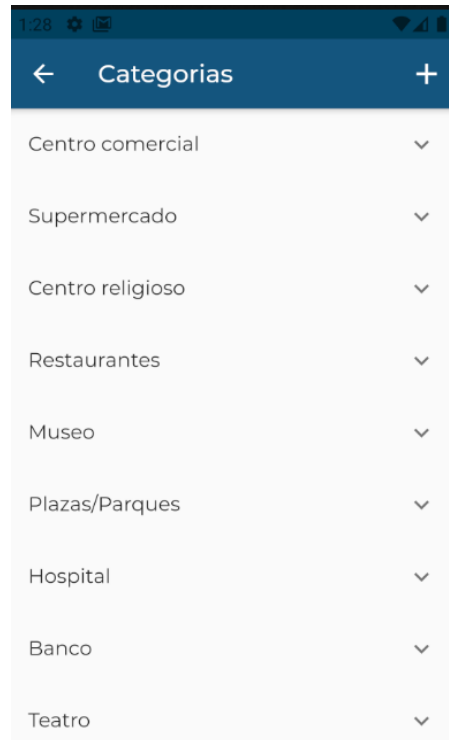 1:28
Categorias
Centro comercial
Supermercado
Centro religioso
Restaurantes
Museo
Plazas/Parques
Hospital
Banco
Teatro